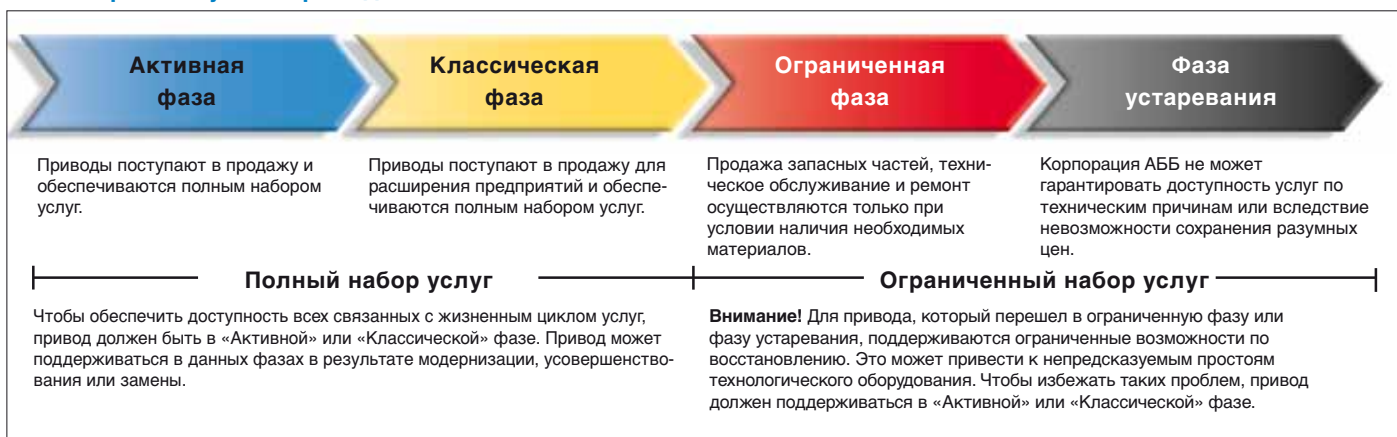 Активная
фаза
Классическая
фаза
Ограниченная
фаза
Фаза
устаревания
Приводы поступают в продажу и
обеспечиваются полным набором
услуг.
Приводы поступают в продажу для
расширения предприятий и обеспе-
чиваются полным набором услуг.
Продажа запасных частей, техни-
ческое обслуживание и ремонт
осуществляются только при
условии наличия необходимых
материалов.
Корпорация АББ не может
гарантировать доступность услуг по
техническим причинам или вследствие
невозможности сохранения разумных
цен.
Полный набор услуг
Ограниченный набор услуг
Чтобы обеспечить доступность всех связанных с жизненным циклом услуг,
привод должен быть в «Активной» или «Классической» фазе. Привод может
поддерживаться в данных фазах в результате модернизации, усовершенство-
вания или замены.
Внимание! Для привода, который перешел в ограниченную фазу или
фазу устаревания, поддерживаются ограниченные возможности по
восстановлению. Это может привести к непредсказуемым простоям
технологического оборудования. Чтобы избежать таких проблем, привод
должен поддерживаться в «Активной» или «Классической» фазе.